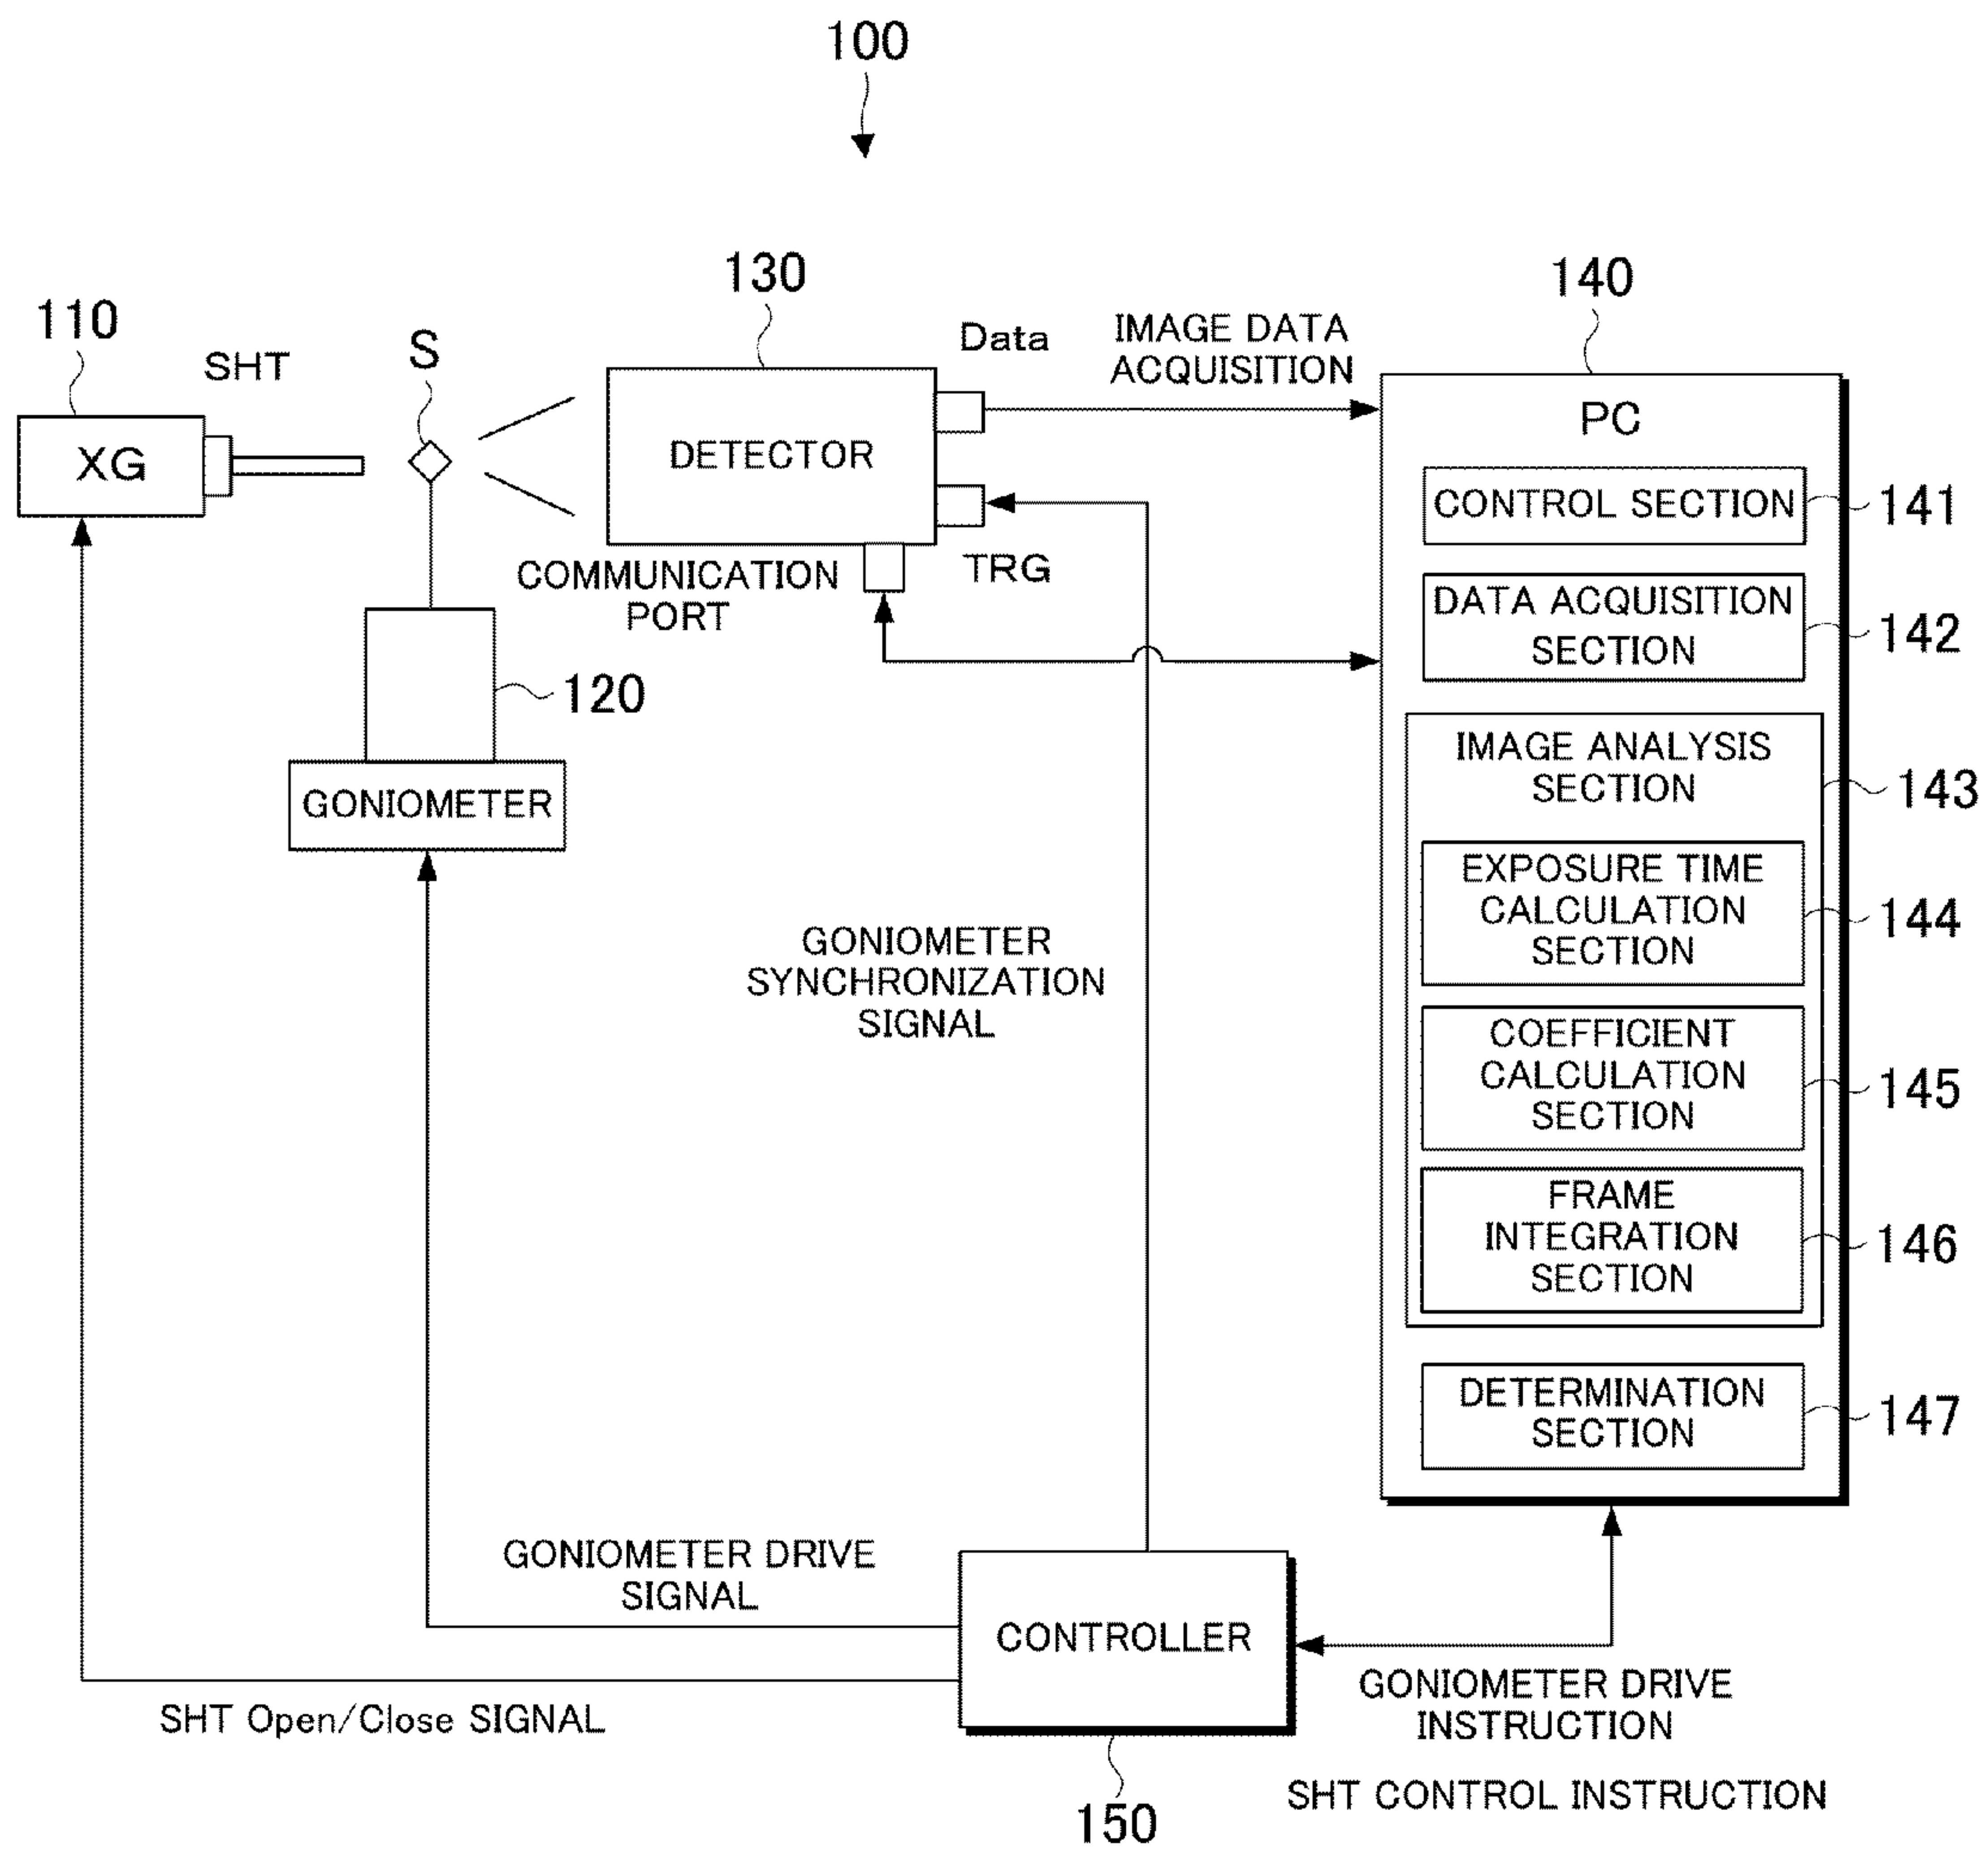 100
110
SHT
XG
S
130
DETECTOR
Data
IMAGE DATA
ACQUISITION
TRG
COMMUNICATION
PORT
120
GONIOMETER
140
PC
CONTROL SECTION
141
DATA ACQUISITION
SECTION
142
IMAGE ANALYSIS
SECTION
143
EXPOSURE TIME
CALCULATION
SECTION
144
COEFFICIENT
CALCULATION
SECTION
145
FRAME
INTEGRATION
SECTION
146
DETERMINATION
SECTION
147
GONIOMETER
SYNCHRONIZATION
SIGNAL
GONIOMETER DRIVE
SIGNAL
SHT Open/Close SIGNAL
CONTROLLER
150
GONIOMETER DRIVE
INSTRUCTION
SHT CONTROL INSTRUCTION